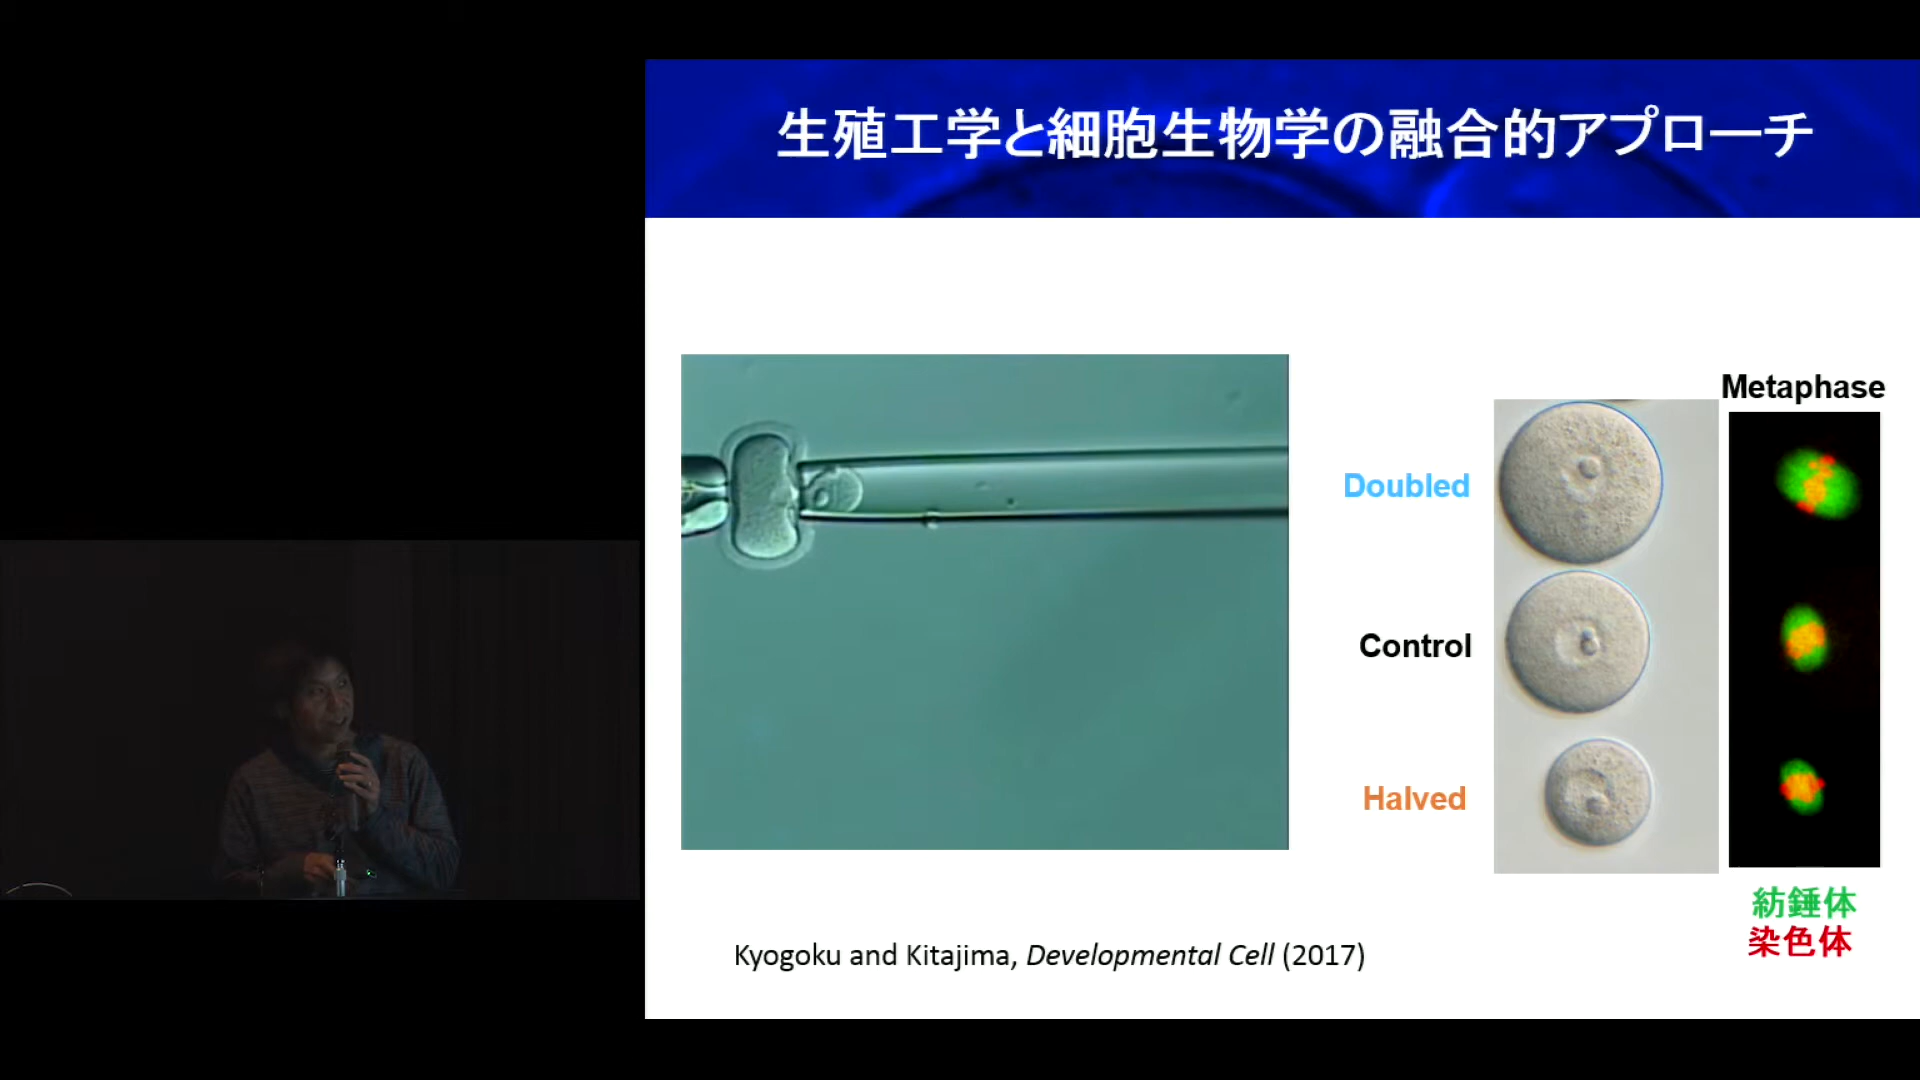 生殖工学と細胞生物学の融合的アプローチ
Metaphase
Doubled
Control
Halved
紡錘体
染色体
Kyogoku and Kitajima, Developmental Cell (2017)